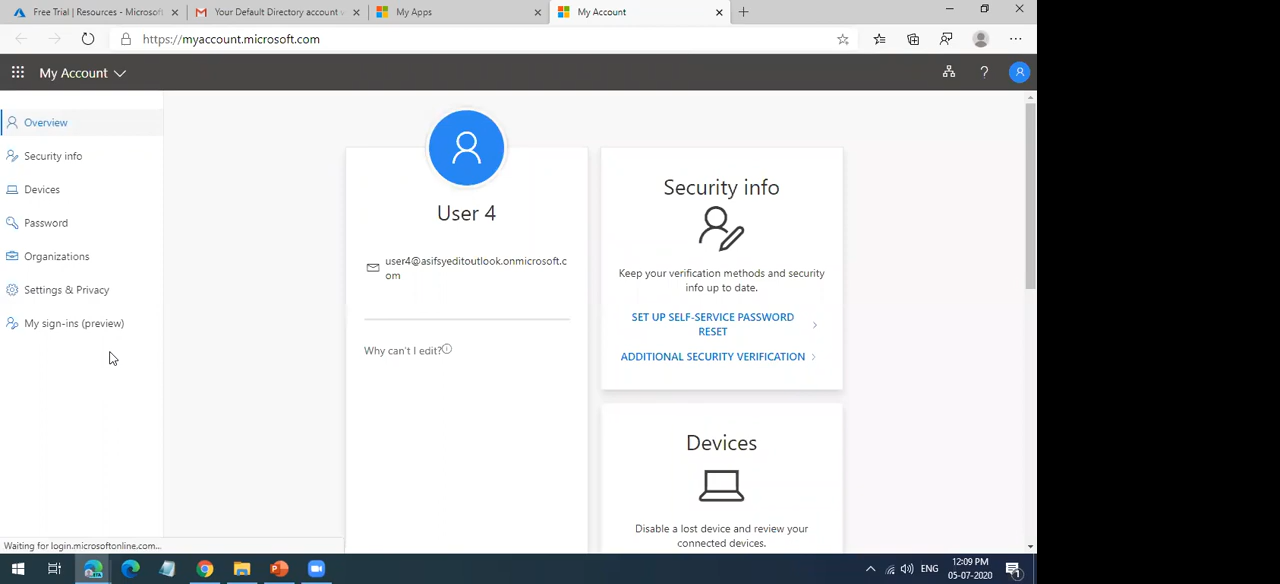 Free Trial | Resources - Microsof
Your Default Directory account v
My Apps
My Account
https://myaccount.microsoft.com
My Account
Overview
Security info
Devices
Password
Organizations
Settings & Privacy
My sign-ins (preview)
User 4
user4@asifsyeditoutlook.onmicrosoft.c
om
Why can't I edit?
Security info
Keep your verification methods and security
info up to date.
SET UP SELF-SERVICE PASSWORD
RESET
ADDITIONAL SECURITY VERIFICATION
Devices
Disable a lost device and review your
connected devices.
Waiting for login.microsoftonline.com...
ENG
12:09 PM
05-07-2020
1